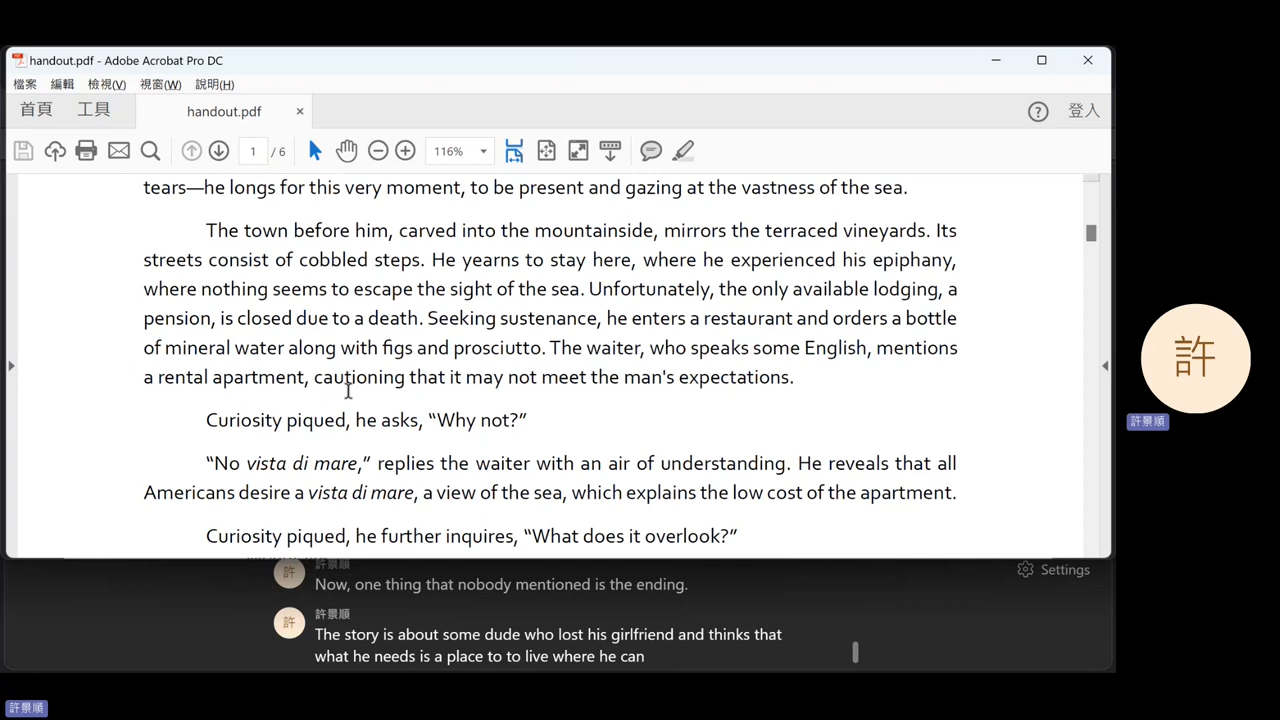 handout.pdf - Adobe Acrobat Pro DC
檔案 編輯 檢視(V) 視窗(W) 說明(H)
首頁 工具 handout.pdf × 登入
1 / 6 116%
tears—he longs for this very moment, to be present and gazing at the vastness of the sea.
The town before him, carved into the mountainside, mirrors the terraced vineyards. Its
streets consist of cobbled steps. He yearns to stay here, where he experienced his epiphany,
where nothing seems to escape the sight of the sea. Unfortunately, the only available lodging, a
pension, is closed due to a death. Seeking sustenance, he enters a restaurant and orders a bottle
of mineral water along with figs and prosciutto. The waiter, who speaks some English, mentions
a rental apartment, cautioning that it may not meet the man's expectations.
Curiosity piqued, he asks, “Why not?”
“No vista di mare,” replies the waiter with an air of understanding. He reveals that all
Americans desire a vista di mare, a view of the sea, which explains the low cost of the apartment.
Curiosity piqued, he further inquires, “What does it overlook?”
許
許景順
許 許景順
Now, one thing that nobody mentioned is the ending.
Settings
許 許景順
The story is about some dude who lost his girlfriend and thinks that
what he needs is a place to to live where he can
許景順